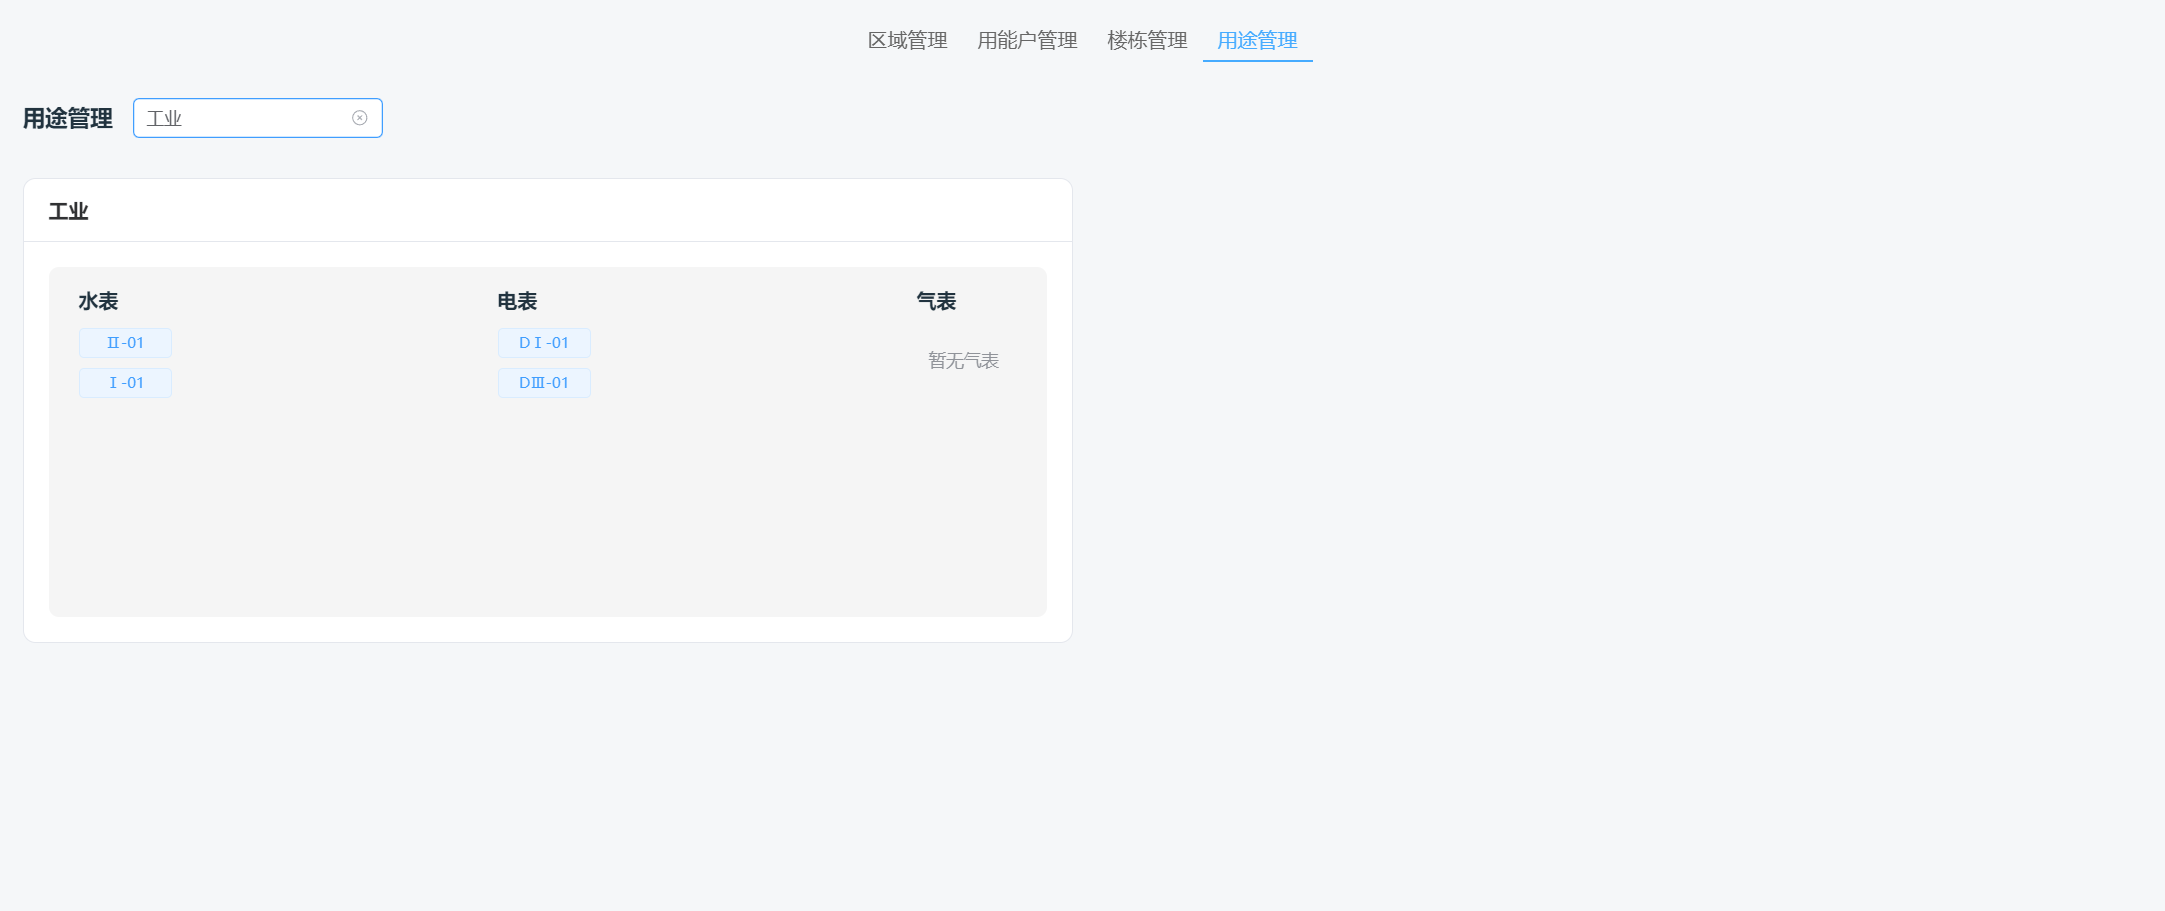 区域管理 用能户管理 楼栋管理 用途管理
用途管理 工业
工业
水表 电表 气表
Ⅱ-01 DⅠ-01
暂无气表
Ⅰ-01 DⅢ-01